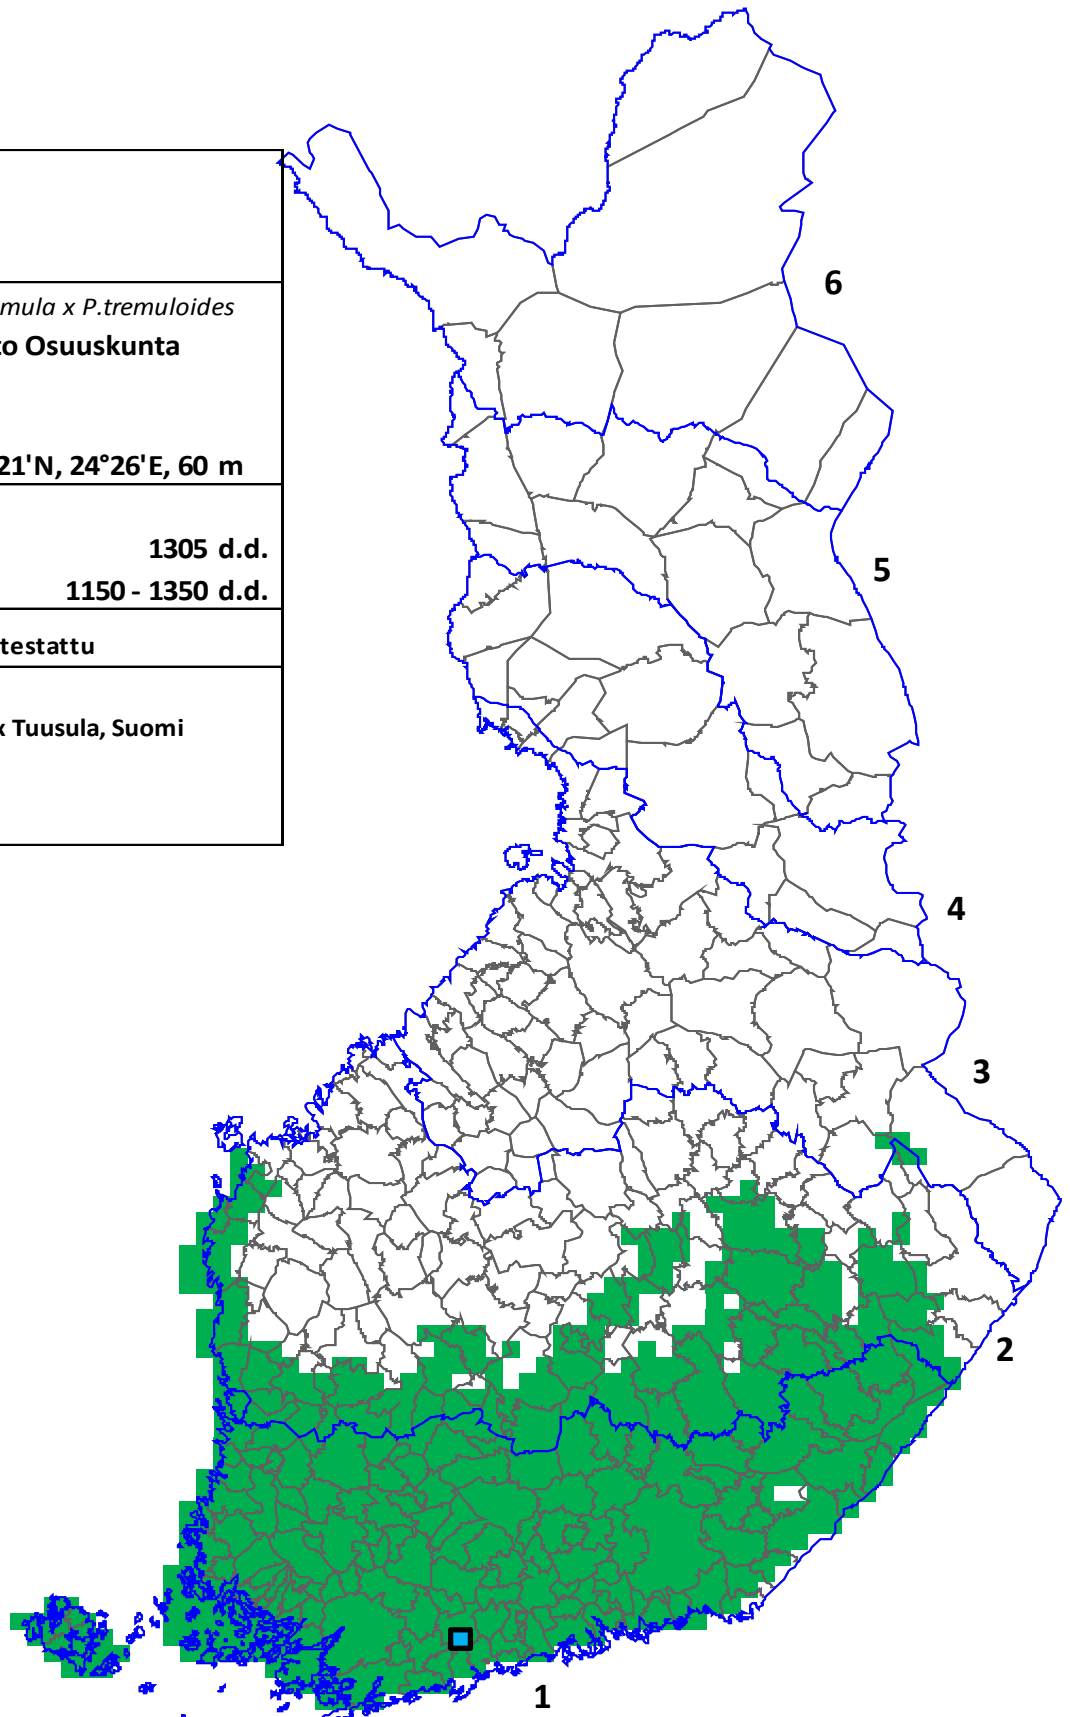 mula x P.tremuloides
to Osuuskunta
21'N, 24°26'E, 60 m
1305 d.d.
1150 - 1350 d.d.
testattu
x Tuusula, Suomi
6
5
4
3
2
1